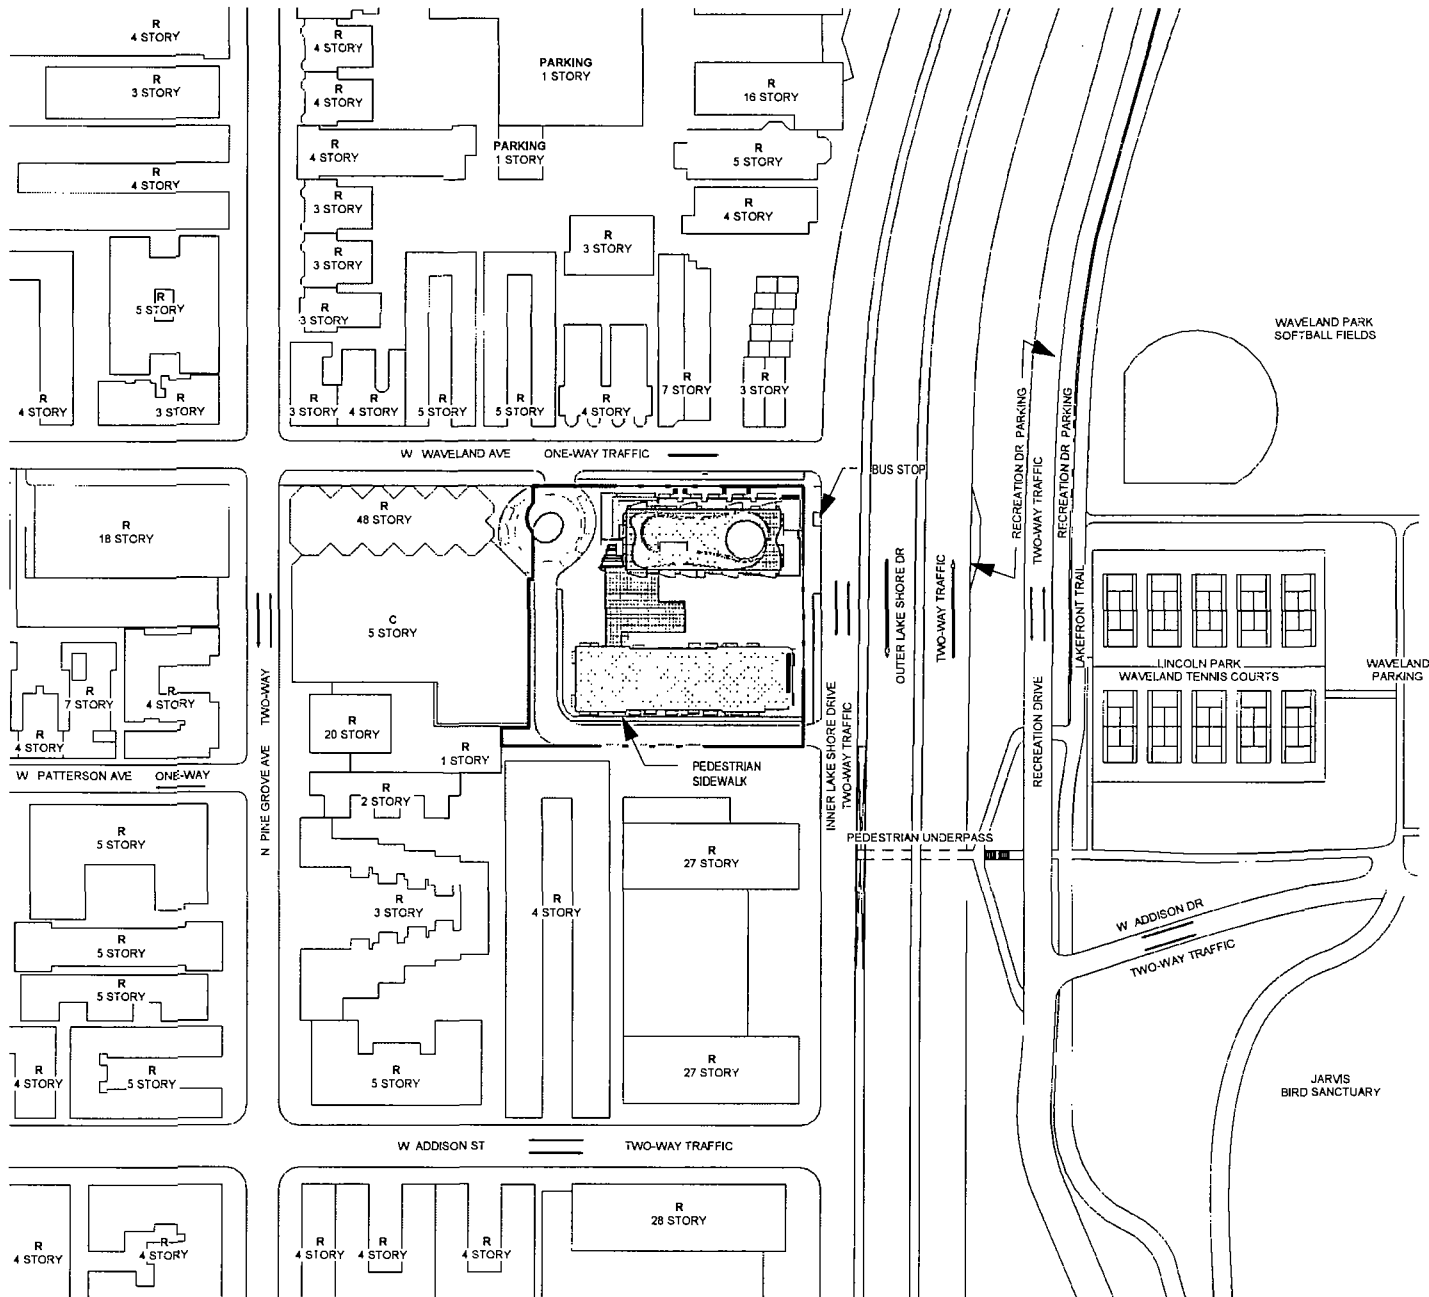 R
4 STORY
R
4 STORY
PARKING
1 STORY
R
3 STORY
R
4 STORY
R
16 STORY
R
4 STORY
PARKING
1 STORY
R
5 STORY
R
4 STORY
R
3 STORY
R
4 STORY
R
3 STORY
R
3 STORY
R
5 STORY
R
3 STORY
R
4 STORY
R
3 STORY
R
3 STORY
R
4 STORY
R
5 STORY
R
5 STORY
R
4 STORY
R
7 STORY
R
3 STORY
WAVELAND PARK
SOFTBALL FIELDS
RECREATION DR PARKING
TWO-WAY TRAFFIC
RECREATION DR PARKING
W WAVELAND AVE ONE-WAY TRAFFIC
BUS STOP
R
18 STORY
R
48 STORY
C
5 STORY
OUTER LAKE SHORE DR
TWO-WAY TRAFFIC
LAKEFRONT TRAIL
LINCOLN PARK
WAVELAND TENNIS COURTS
WAVELAND
PARKING
R
4 STORY
R
7 STORY
R
4 STORY
R
20 STORY
R
1 STORY
PEDESTRIAN
SIDEWALK
INNER LAKE SHORE DRIVE
TWO-WAY TRAFFIC
RECREATION DRIVE
W PATTERSON AVE ONE-WAY
N PINE GROVE AVE TWO-WAY
R
2 STORY
R
5 STORY
PEDESTRIAN UNDERPASS
R
27 STORY
R
3 STORY
R
4 STORY
R
5 STORY
W ADDISON DR
TWO-WAY TRAFFIC
R
5 STORY
R
4 STORY
R
5 STORY
R
5 STORY
R
27 STORY
JARVIS
BIRD SANCTUARY
W ADDISON ST TWO-WAY TRAFFIC
R
4 STORY
R
4 STORY
R
4 STORY
R
4 STORY
R
4 STORY
R
28 STORY